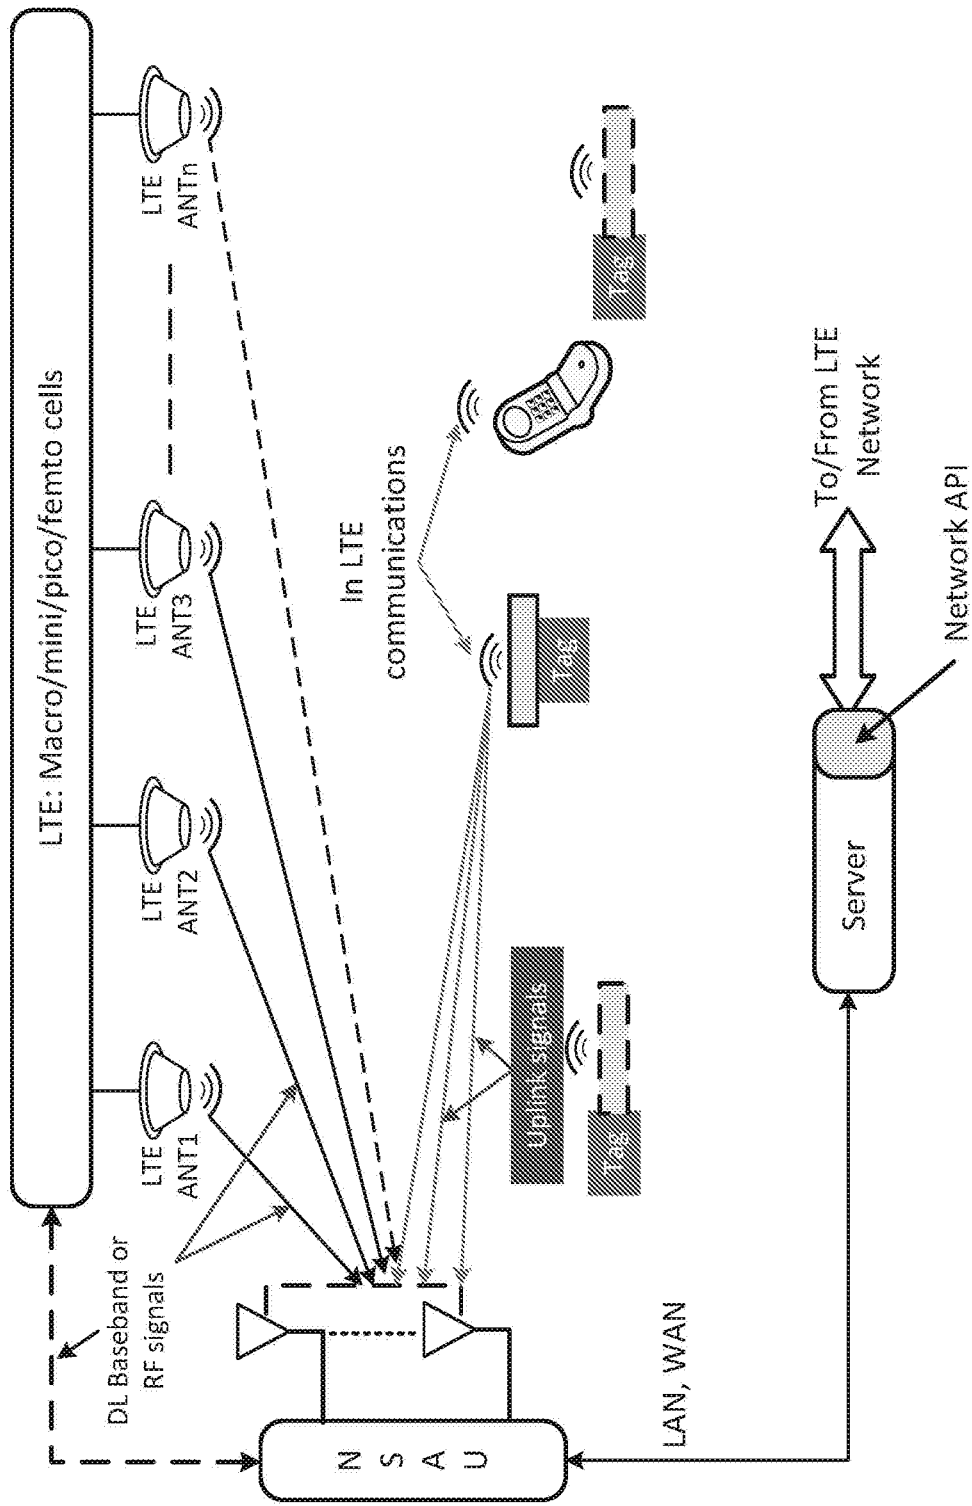 LTE: Macro/mini/pico/femto cells
LTE
ANT1
LTE
ANT2
LTE
ANT3
LTE
ANTn
DL Baseband or
RF signals
In LTE
communications
N
S
A
U
Uplink signals
Tag
Tag
Tag
LAN, WAN
Server
To/From LTE
Network
Network API